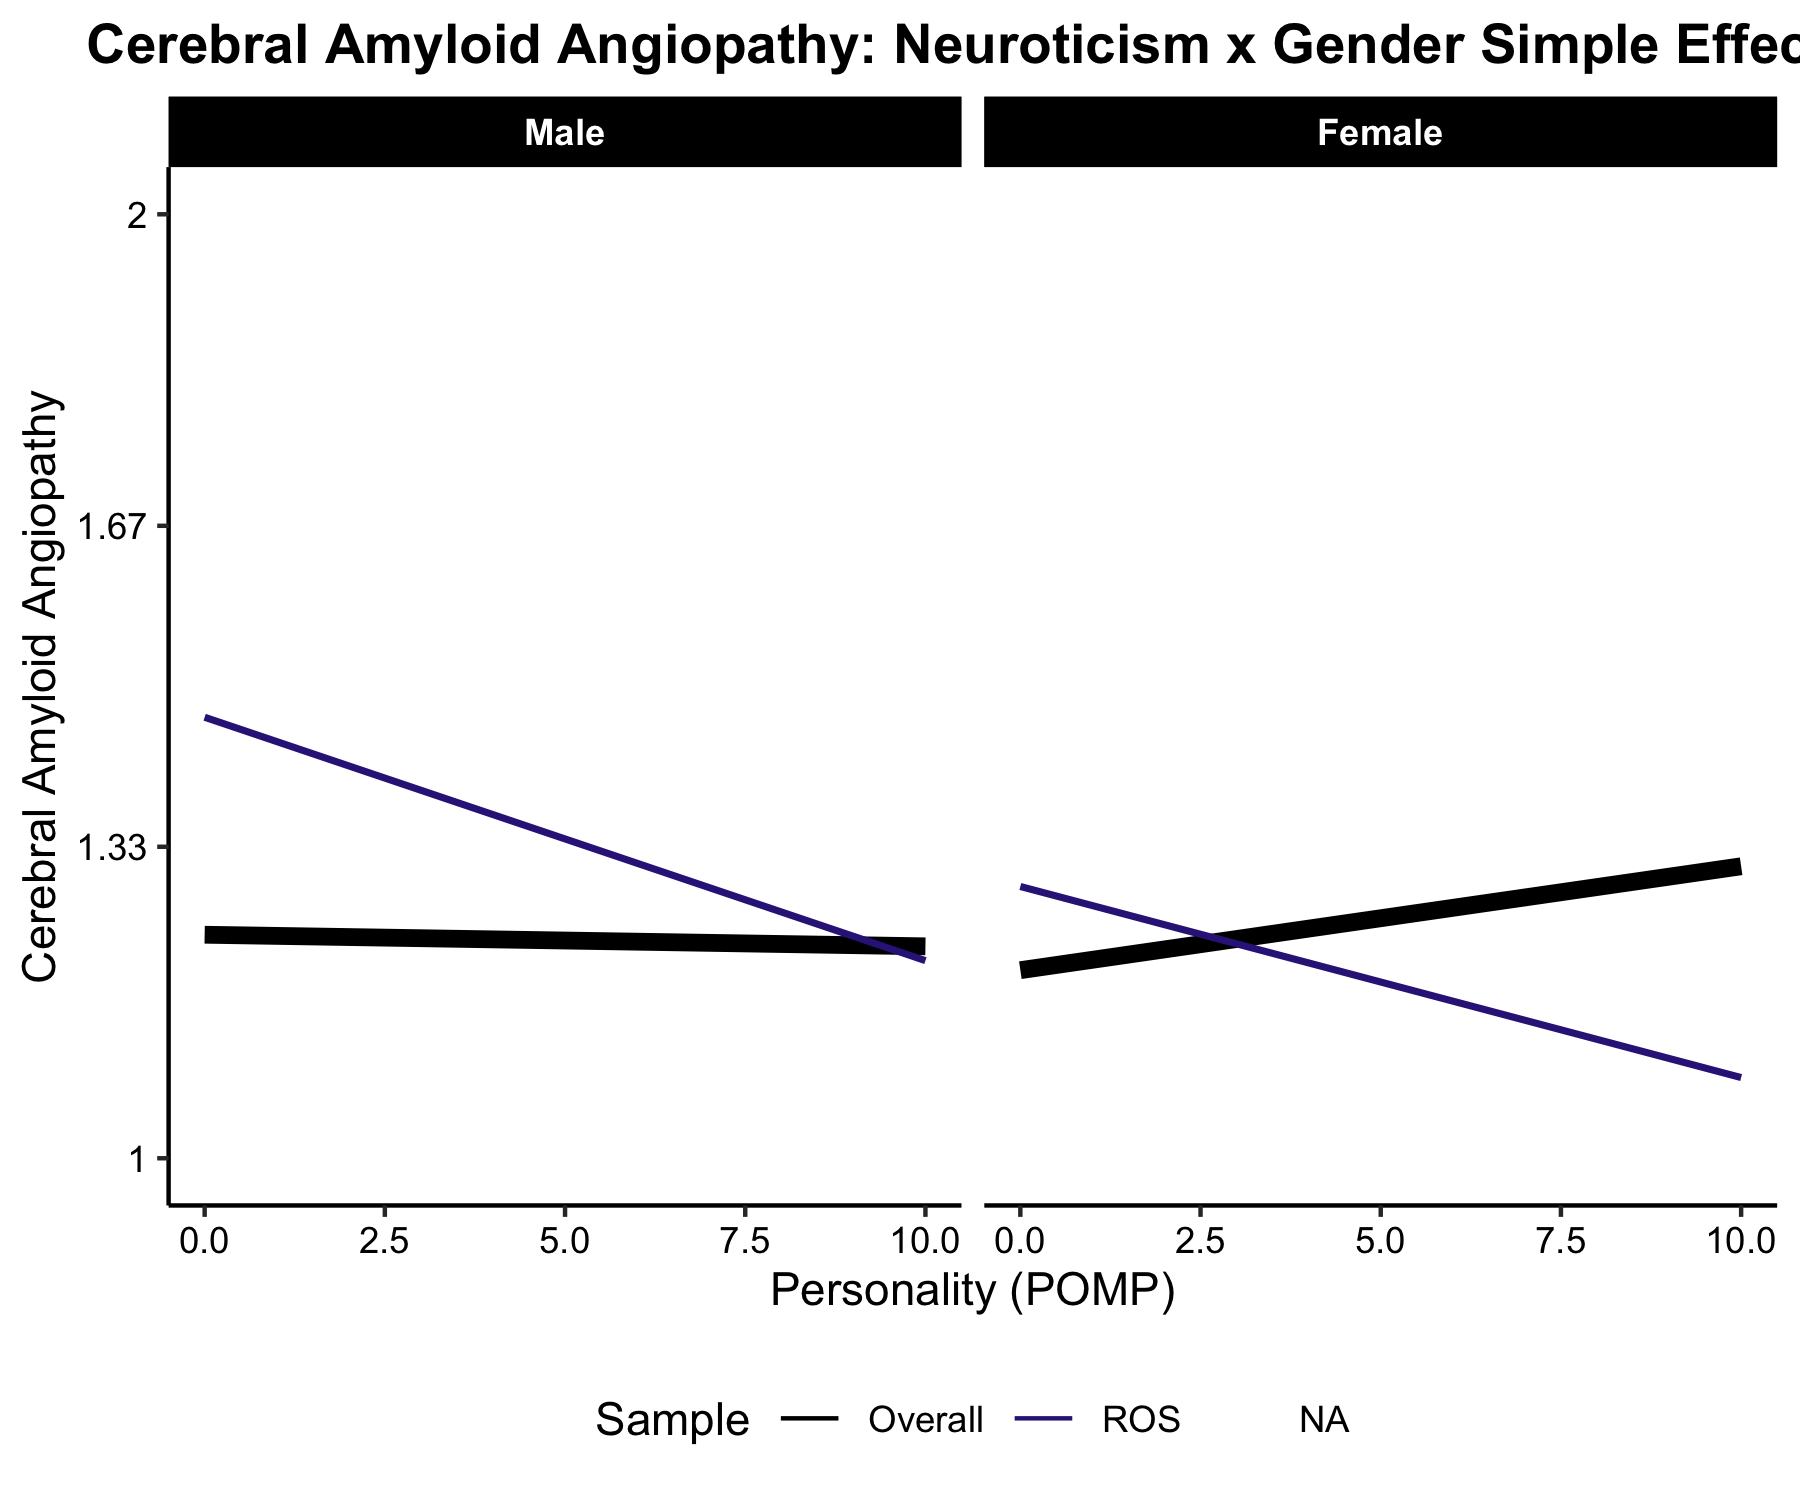 Cerebral Amyloid Angiopathy: Neuroticism x Gender Simple Effec
Male
Female
Cerebral Amyloid Angiopathy
2
1.67
1.33
1
0.0 2.5 5.0 7.5 10.0
0.0 2.5 5.0 7.5 10.0
Personality (POMP)
Sample Overall ROS NA